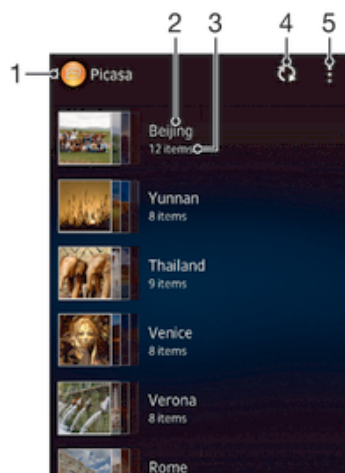 2 3 4 5
1 Picasa
Beijing
12 items
Yunnan
8 items
Thailand
9 items
Venice
8 items
Verona
8 items
Rome